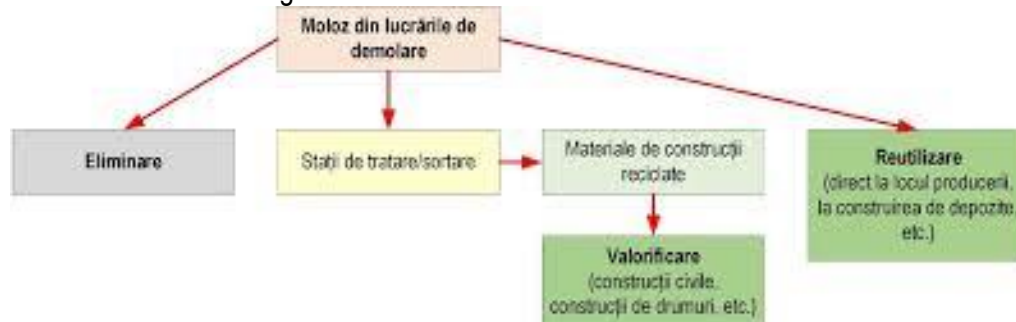 Moloz din lucrările de
demolare
Eliminare
Stații de tratare/sortare
Materiale de construcții
reciclate
Reutilizare
(direct la locul producerii,
la construirea de depozite,
etc.)
Valorificare
(construcții civile,
construcții de drumuri, etc.)